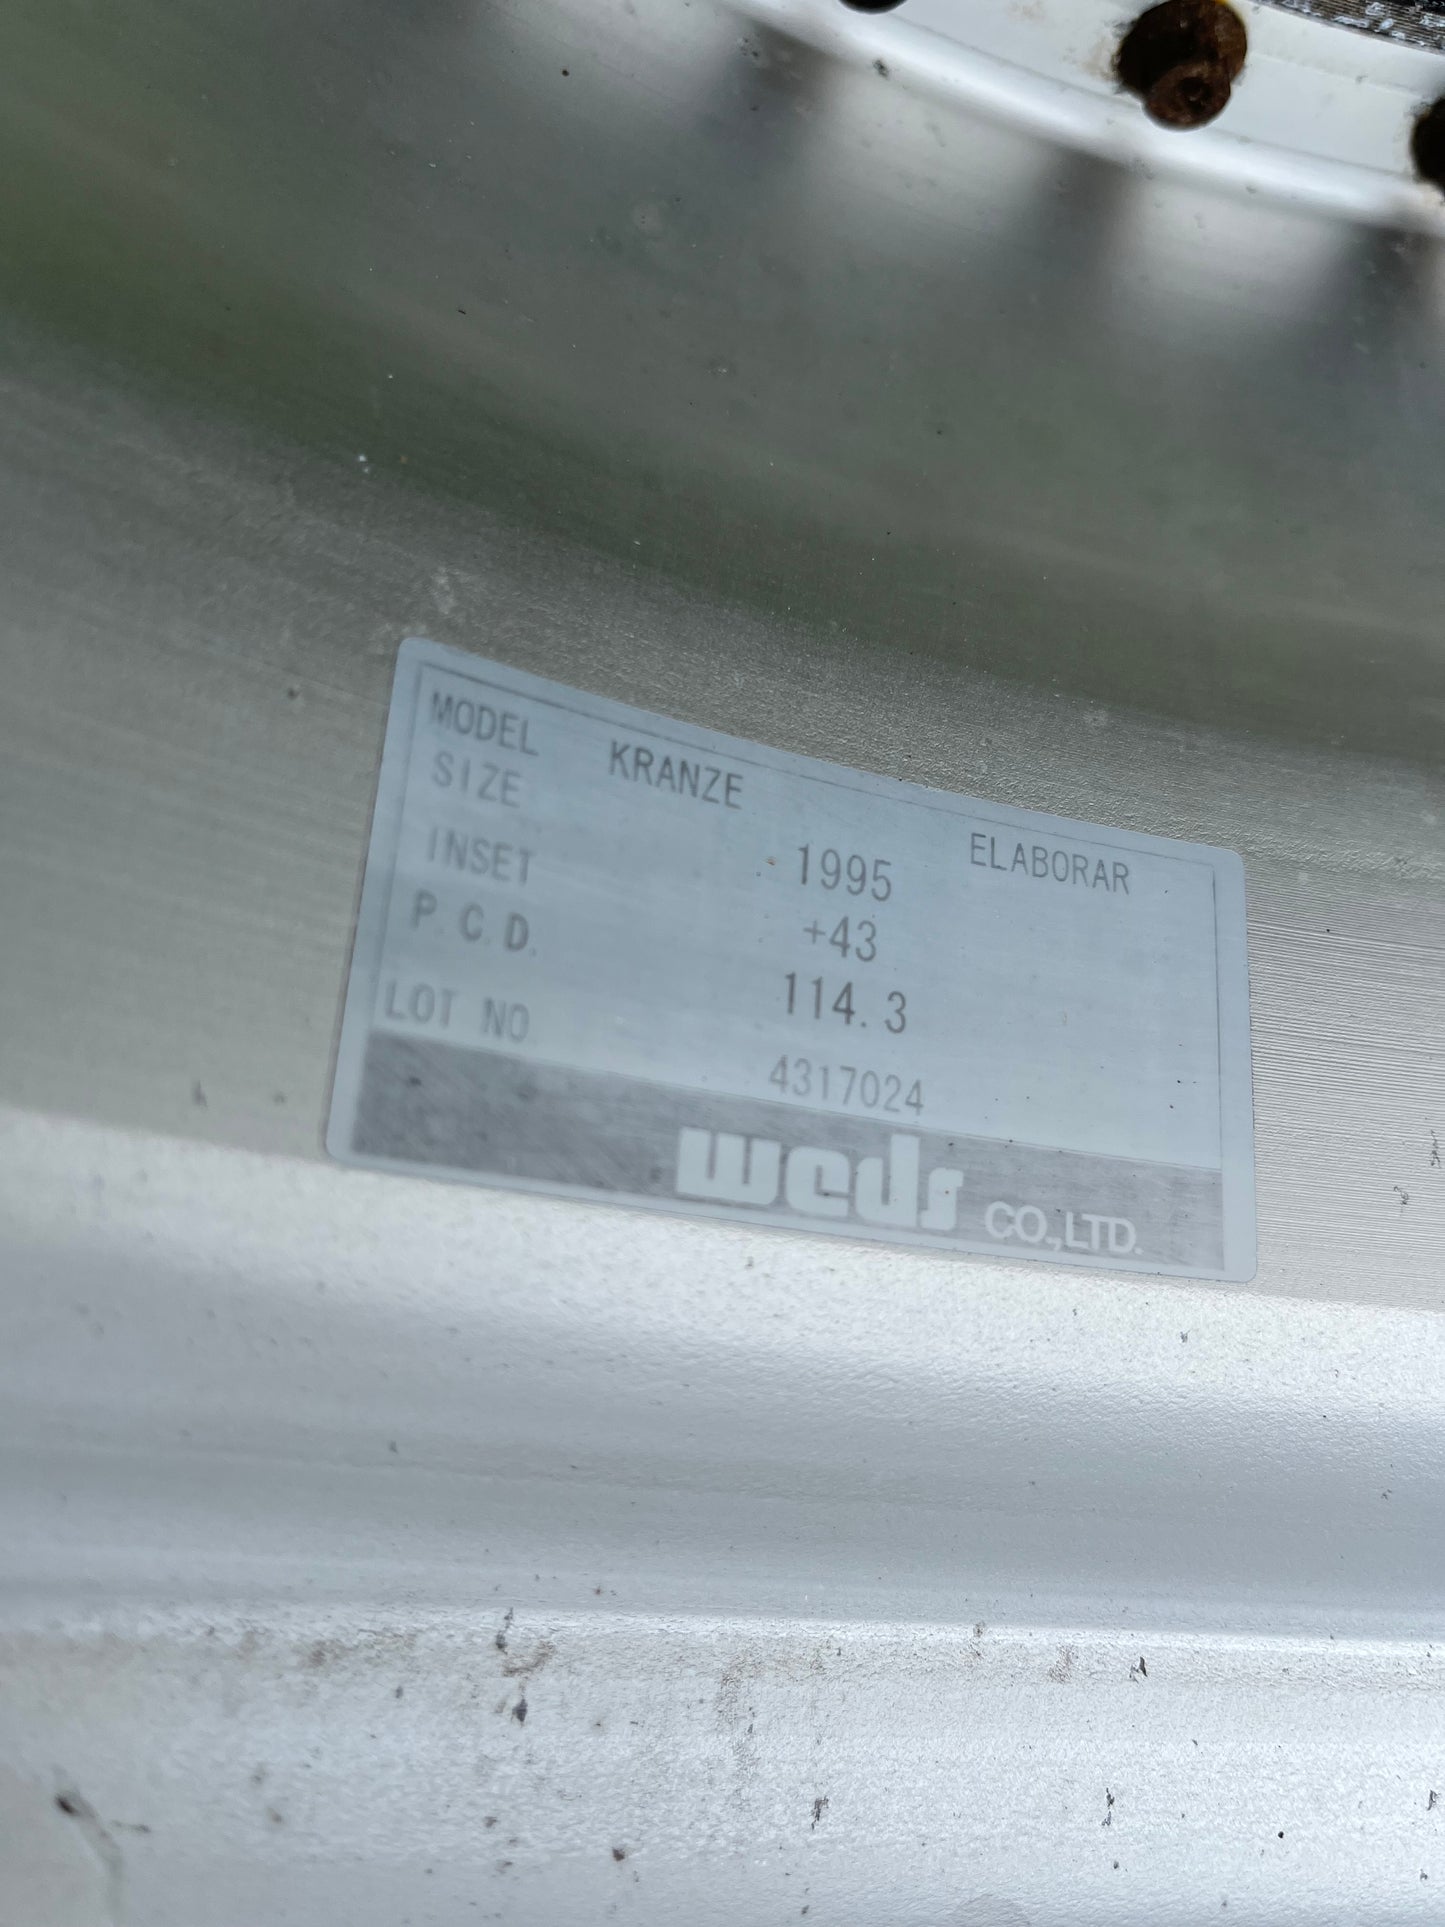 MODEL KRANZE ELABORAR
SIZE 1995
INSET +43
P.C.D. 114.3
LOT NO 4317024
weds CO.,LTD.